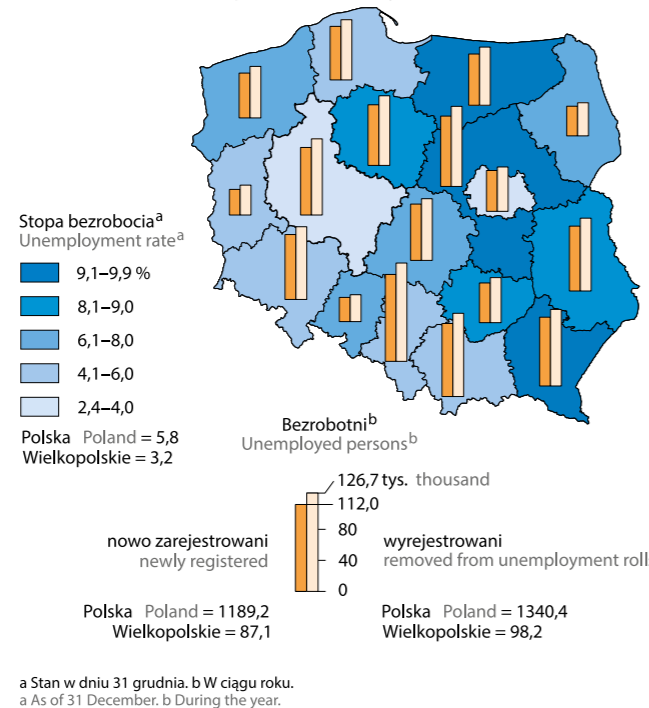 Stopa bezrobocia a
Unemployment rate a
9,1–9,9 %
8,1–9,0
6,1–8,0
4,1–6,0
2,4–4,0
Polska Poland = 5,8
Wielkopolskie = 3,2
Bezrobotni b
Unemployed persons b
126,7 tys. thousand
112,0
80
40
0
nowo zarejestrowani
newly registered
wyrejestrowani
removed from unemployment roll
Polska Poland = 1189,2
Wielkopolskie = 87,1
Polska Poland = 1340,4
Wielkopolskie = 98,2
a Stan w dniu 31 grudnia. b W ciągu roku.
a As of 31 December. b During the year.